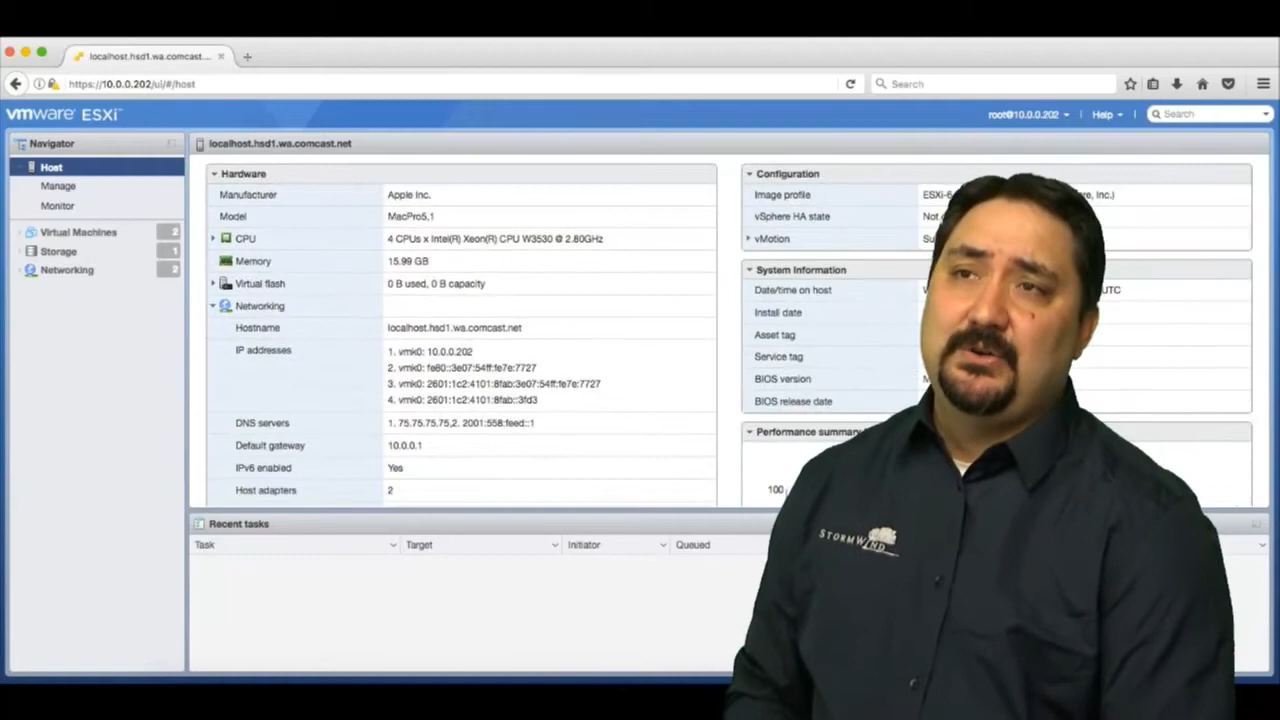 localhost.hsd1.wa.comcast....
https://10.0.0.202/ui/#/host
Search
vmware ESXi™
root@10.0.0.202
Help
Search
Navigator
Host
Manage
Monitor
Virtual Machines 2
Storage 1
Networking 2
localhost.hsd1.wa.comcast.net
Hardware
Manufacturer Apple Inc.
Model MacPro5,1
CPU 4 CPUs x Intel(R) Xeon(R) CPU W3530 @ 2.80GHz
Memory 15.99 GB
Virtual flash 0 B used, 0 B capacity
Networking
Hostname localhost.hsd1.wa.comcast.net
IP addresses 1. vmk0: 10.0.0.202
2. vmk0: fe80::3e07:54ff:fe7e:7727
3. vmk0: 2601:1c2:4101:8fab:3e07:54ff:fe7e:7727
4. vmk0: 2601:1c2:4101:8fab::3fd3
DNS servers 1. 75.75.75.75,2. 2001:558:feed::1
Default gateway 10.0.0.1
IPv6 enabled Yes
Host adapters 2
Configuration
Image profile ESXi-6 re, Inc.)
vSphere HA state Not
vMotion
System Information
Date/time on host UTC
Install date
Asset tag
Service tag
BIOS version
BIOS release date
Performance summary
100
Recent tasks
Task Target Initiator Queued
STORMWIND